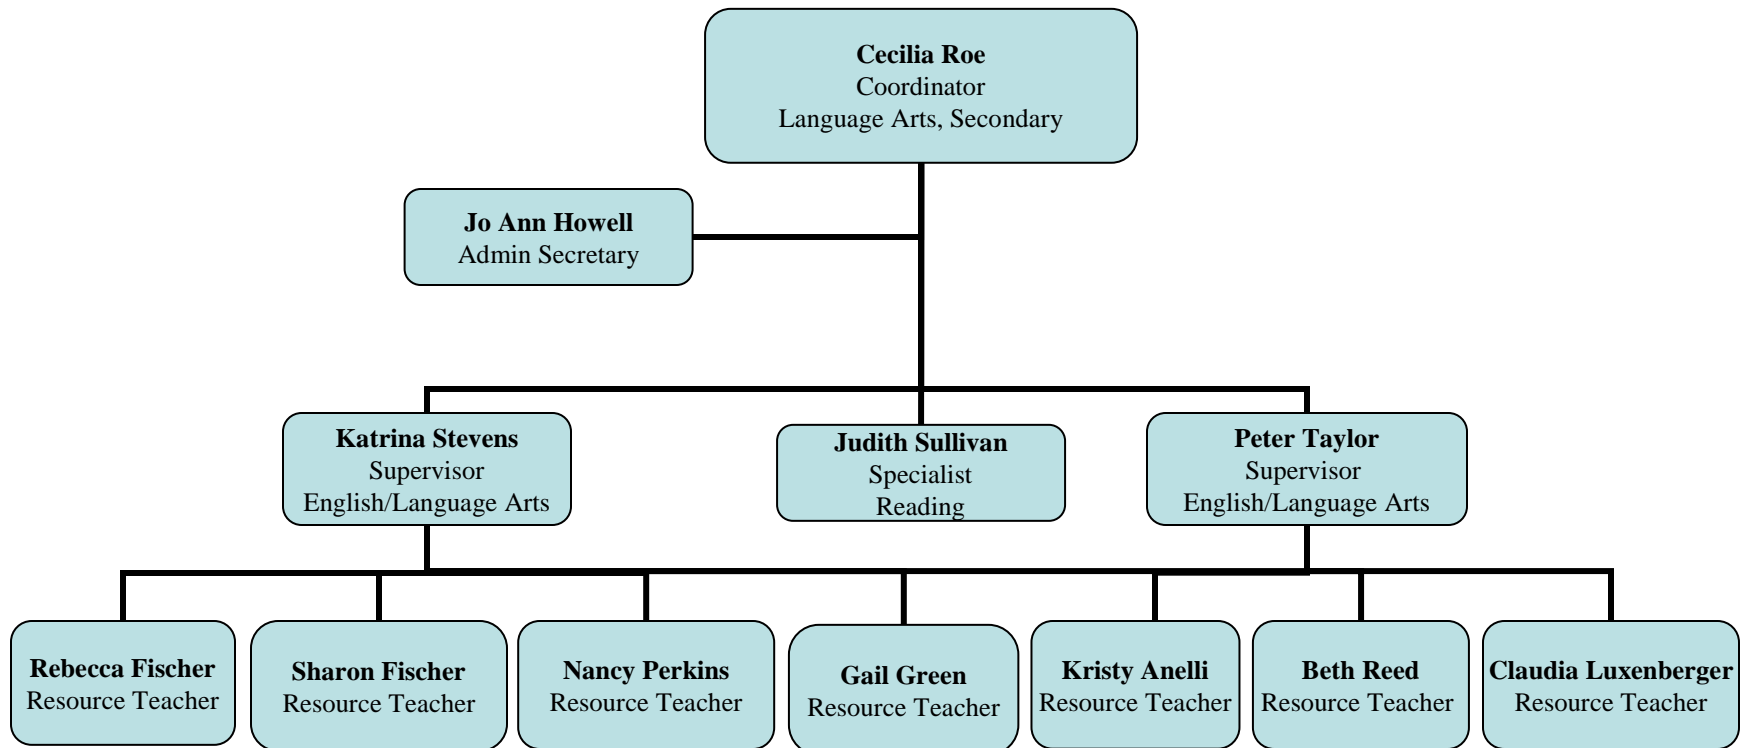 Cecilia Roe
Coordinator
Language Arts, Secondary
Jo Ann Howell
Admin Secretary
Katrina Stevens
Supervisor
English/Language Arts
Judith Sullivan
Specialist
Reading
Peter Taylor
Supervisor
English/Language Arts
Rebecca Fischer
Resource Teacher
Sharon Fischer
Resource Teacher
Nancy Perkins
Resource Teacher
Gail Green
Resource Teacher
Kristy Anelli
Resource Teacher
Beth Reed
Resource Teacher
Claudia Luxenberger
Resource Teacher